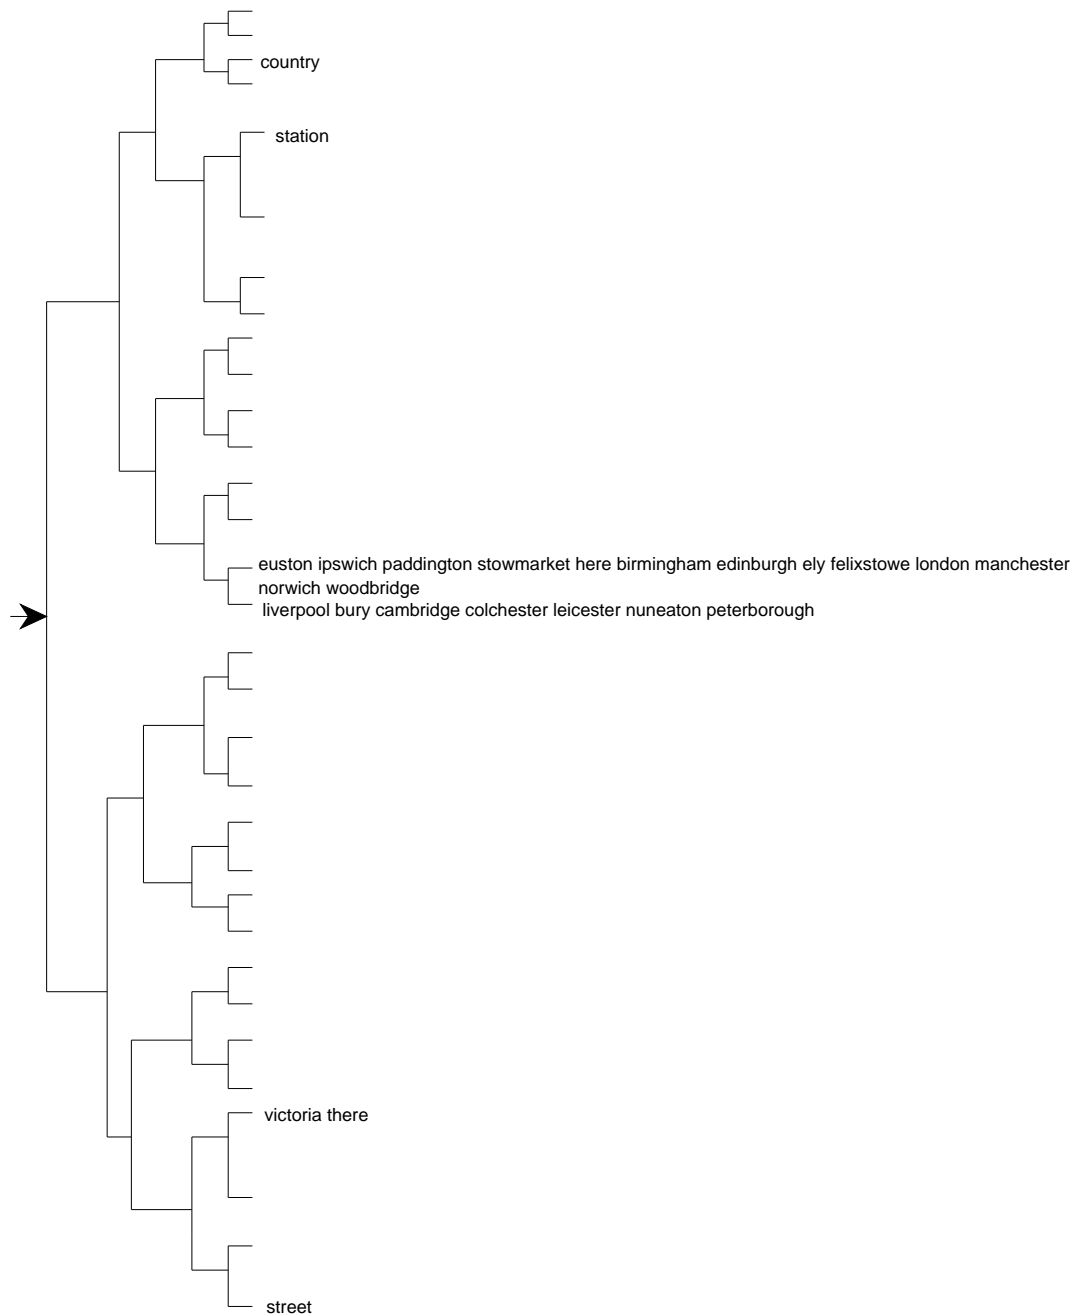 country
station
euston ipswich paddington stowmarket here birmingham edinburgh ely felixstowe london manchester
norwich woodbridge
liverpool bury cambridge colchester leicester nuneaton peterborough
victoria there
street